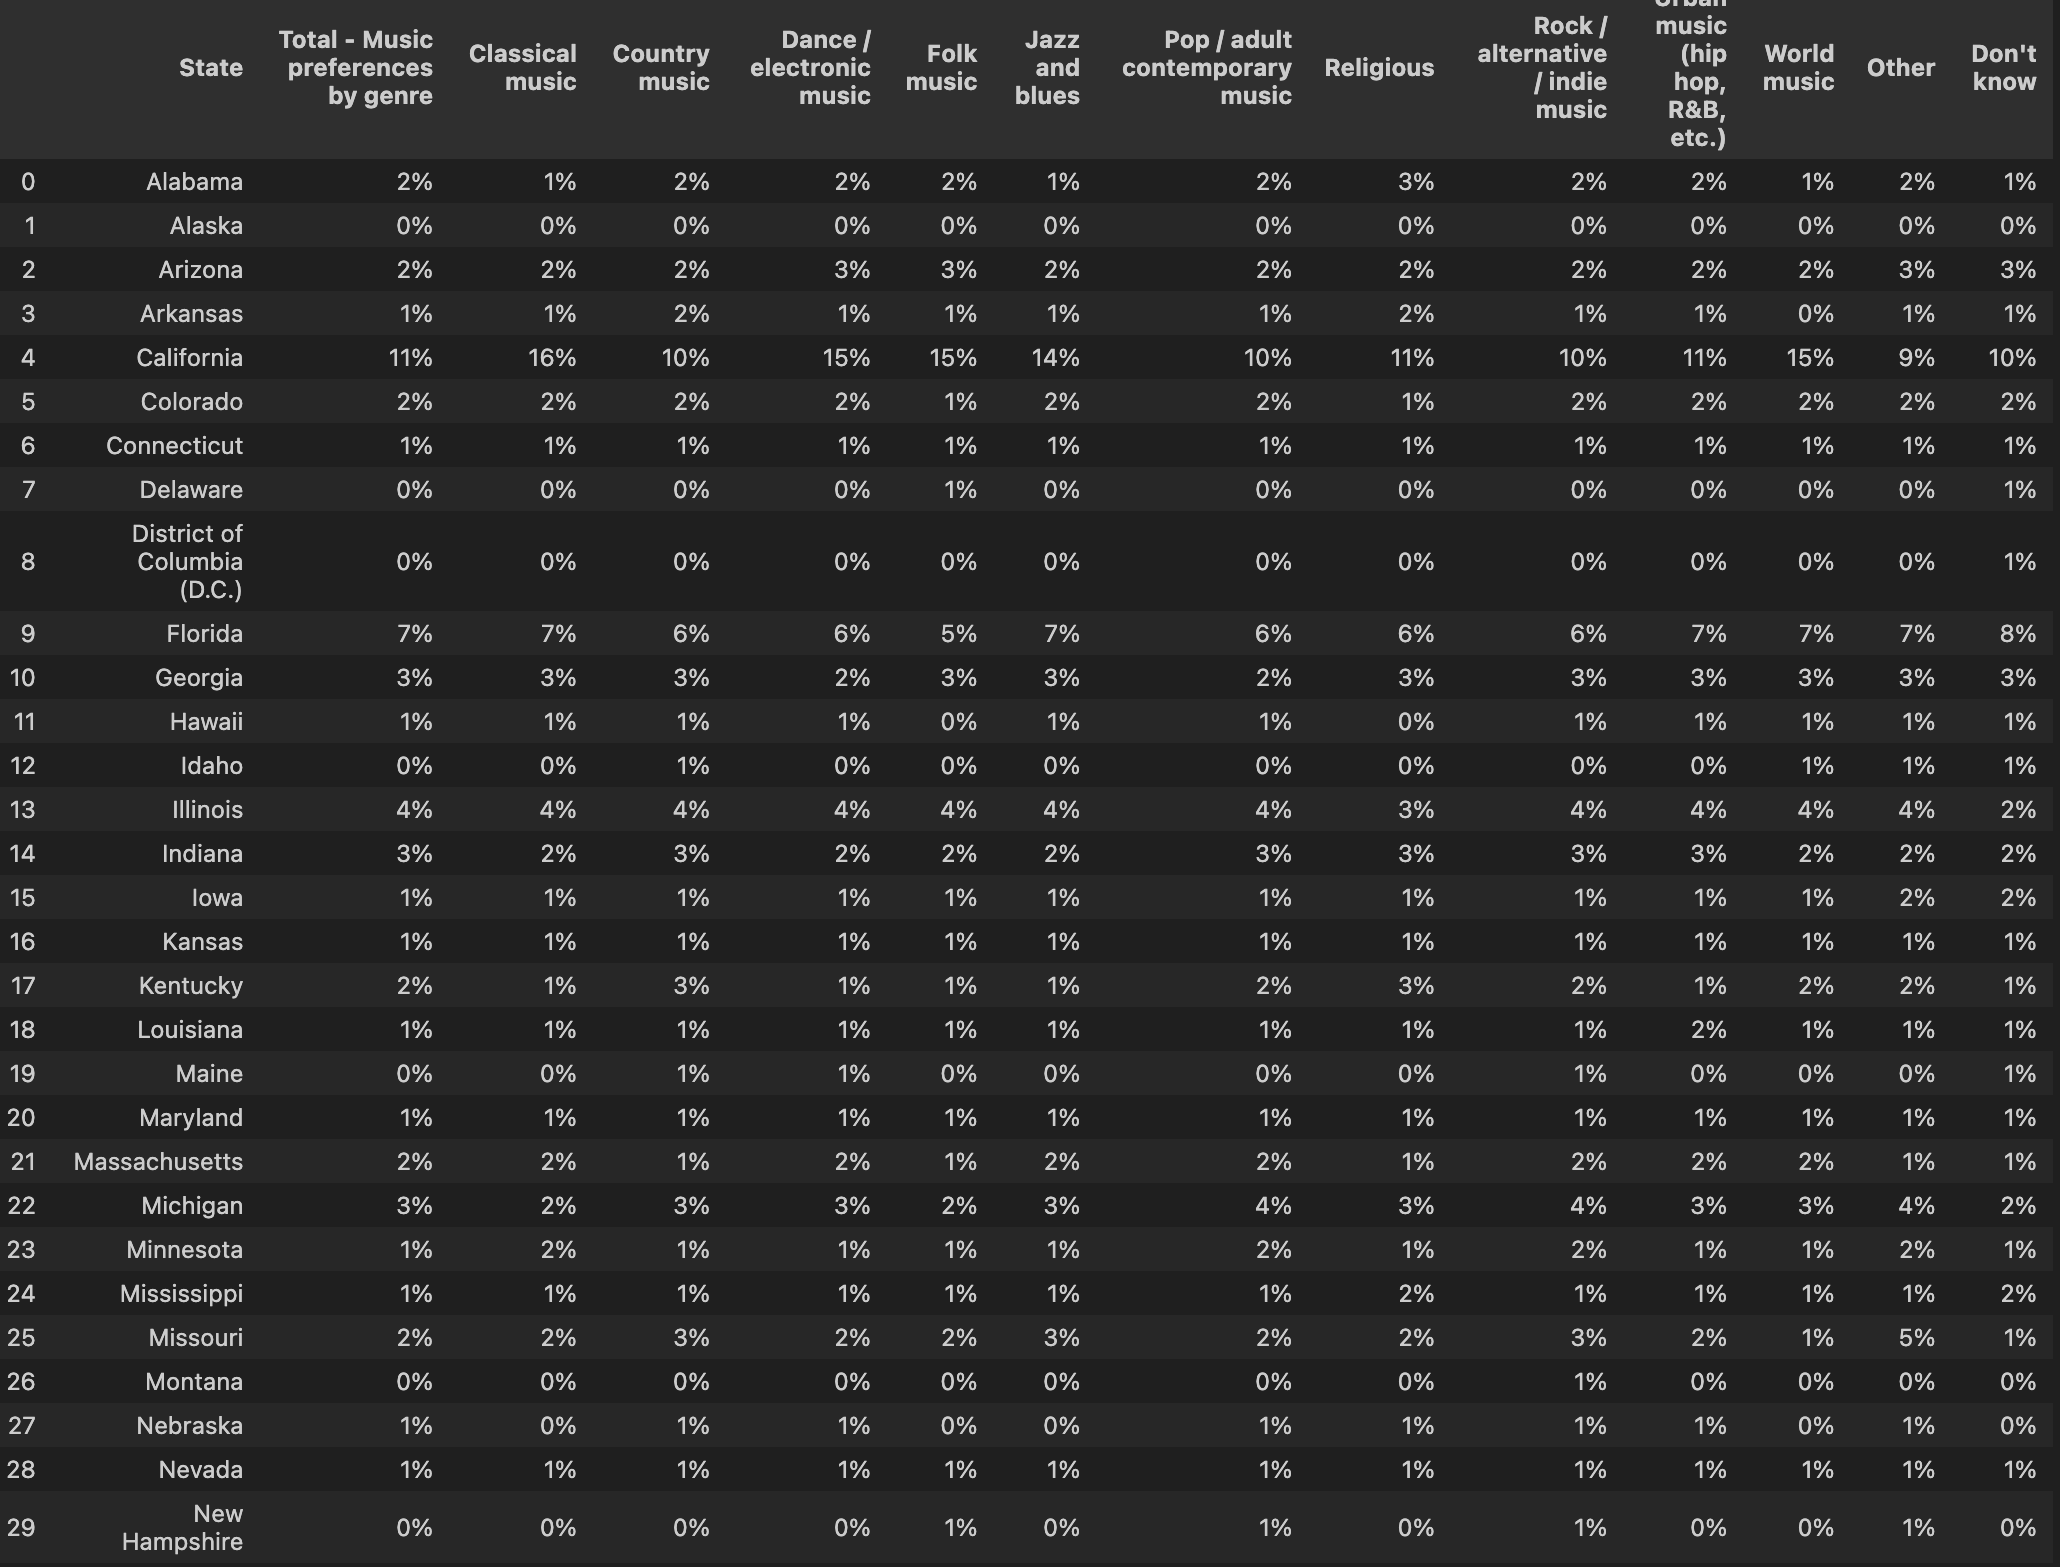 State Total - Music preferences by genre Classical music Country music Dance / electronic music Folk music Jazz and blues Pop / adult contemporary music Religious Rock / alternative / indie music Urban music (hip hop, R&B, etc.) World music Other Don't know
0 Alabama 2% 1% 2% 2% 2% 1% 2% 3% 2% 2% 1% 2% 1%
1 Alaska 0% 0% 0% 0% 0% 0% 0% 0% 0% 0% 0% 0% 0%
2 Arizona 2% 2% 2% 3% 3% 2% 2% 2% 2% 2% 2% 3% 3%
3 Arkansas 1% 1% 2% 1% 1% 1% 1% 2% 1% 1% 0% 1% 1%
4 California 11% 16% 10% 15% 15% 14% 10% 11% 10% 11% 15% 9% 10%
5 Colorado 2% 2% 2% 2% 1% 2% 2% 1% 2% 2% 2% 2% 2%
6 Connecticut 1% 1% 1% 1% 1% 1% 1% 1% 1% 1% 1% 1% 1%
7 Delaware 0% 0% 0% 0% 1% 0% 0% 0% 0% 0% 0% 0% 1%
8 District of Columbia (D.C.) 0% 0% 0% 0% 0% 0% 0% 0% 0% 0% 0% 0% 1%
9 Florida 7% 7% 6% 6% 5% 7% 6% 6% 6% 7% 7% 7% 8%
10 Georgia 3% 3% 3% 2% 3% 3% 2% 3% 3% 3% 3% 3% 3%
11 Hawaii 1% 1% 1% 1% 0% 1% 1% 0% 1% 1% 1% 1% 1%
12 Idaho 0% 0% 1% 0% 0% 0% 0% 0% 0% 0% 1% 1% 1%
13 Illinois 4% 4% 4% 4% 4% 4% 4% 3% 4% 4% 4% 4% 2%
14 Indiana 3% 2% 3% 2% 2% 2% 3% 3% 3% 3% 2% 2% 2%
15 Iowa 1% 1% 1% 1% 1% 1% 1% 1% 1% 1% 1% 2% 2%
16 Kansas 1% 1% 1% 1% 1% 1% 1% 1% 1% 1% 1% 1% 1%
17 Kentucky 2% 1% 3% 1% 1% 1% 2% 3% 2% 1% 2% 2% 1%
18 Louisiana 1% 1% 1% 1% 1% 1% 1% 1% 1% 2% 1% 1% 1%
19 Maine 0% 0% 1% 1% 0% 0% 0% 0% 1% 0% 0% 0% 1%
20 Maryland 1% 1% 1% 1% 1% 1% 1% 1% 1% 1% 1% 1% 1%
21 Massachusetts 2% 2% 1% 2% 1% 2% 2% 1% 2% 2% 2% 1% 1%
22 Michigan 3% 2% 3% 3% 2% 3% 4% 3% 4% 3% 3% 4% 2%
23 Minnesota 1% 2% 1% 1% 1% 1% 2% 1% 2% 1% 1% 2% 1%
24 Mississippi 1% 1% 1% 1% 1% 1% 1% 2% 1% 1% 1% 1% 2%
25 Missouri 2% 2% 3% 2% 2% 3% 2% 2% 3% 2% 1% 5% 1%
26 Montana 0% 0% 0% 0% 0% 0% 0% 0% 1% 0% 0% 0% 0%
27 Nebraska 1% 0% 1% 1% 0% 0% 1% 1% 1% 1% 0% 1% 0%
28 Nevada 1% 1% 1% 1% 1% 1% 1% 1% 1% 1% 1% 1% 1%
29 New Hampshire 0% 0% 0% 0% 1% 0% 1% 0% 1% 0% 0% 1% 0%